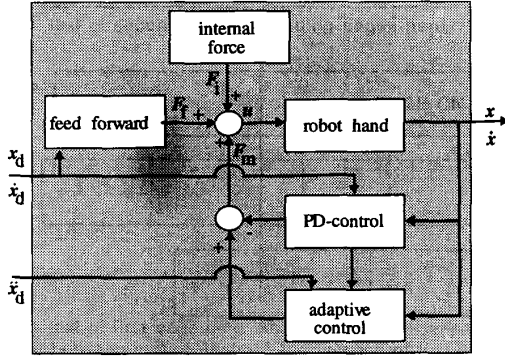 internal
force
F_i
+
F_f + u
feed forward
robot hand
x
ẋ
+
F_m
x_d
ẋ_d
PD-control
-
+
ẍ_d
adaptive
control